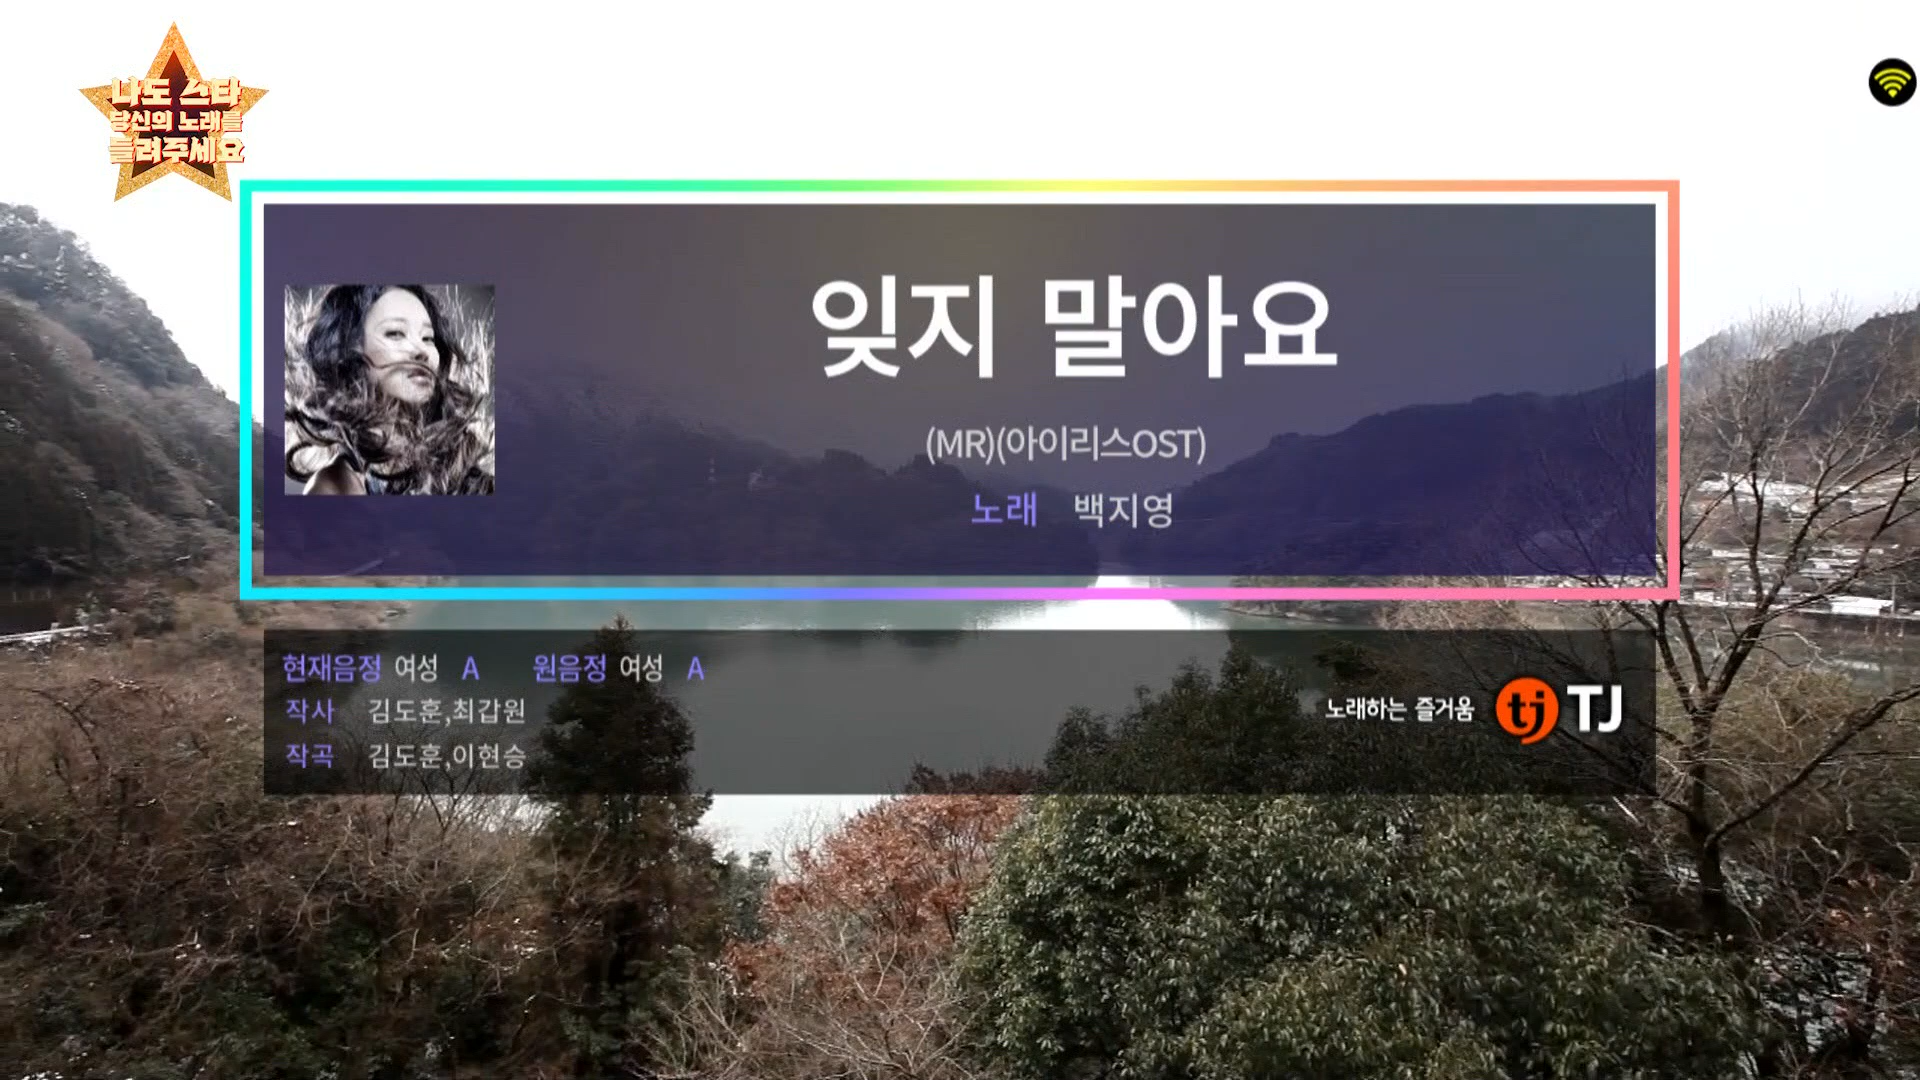 나도 스타
당신의 노래를
들려주세요
잊지 말아요
(MR)(아이리스OST)
노래 백지영
현재음정 여성 A 원음정 여성 A
작사 김도훈,최갑원
작곡 김도훈,이현승
노래하는 즐거움 tj TJ